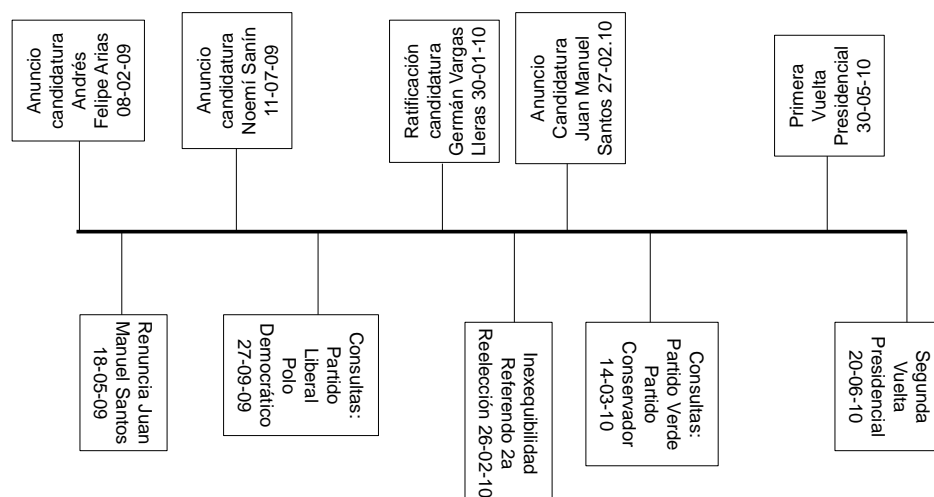 Anuncio
candidatura
Andrés
Felipe Arias
08-02-09
Anuncio
candidatura
Noemí Sanín
11-07-09
Ratificación
candidatura
Germán Vargas
Lleras 30-01-10
Anuncio
Candidatura
Juan Manuel
Santos 27-02.10
Primera
Vuelta
Presidencial
30-05-10
Renuncia Juan
Manuel Santos
18-05-09
Consultas:
Partido
Liberal
Polo
Democrático
27-09-09
Inexequibilidad
Referendo 2a
Reelección 26-02-10
Consultas:
Partido Verde
Partido
Conservador
14-03-10
Segunda
Vuelta
Presidencial
20-06-10